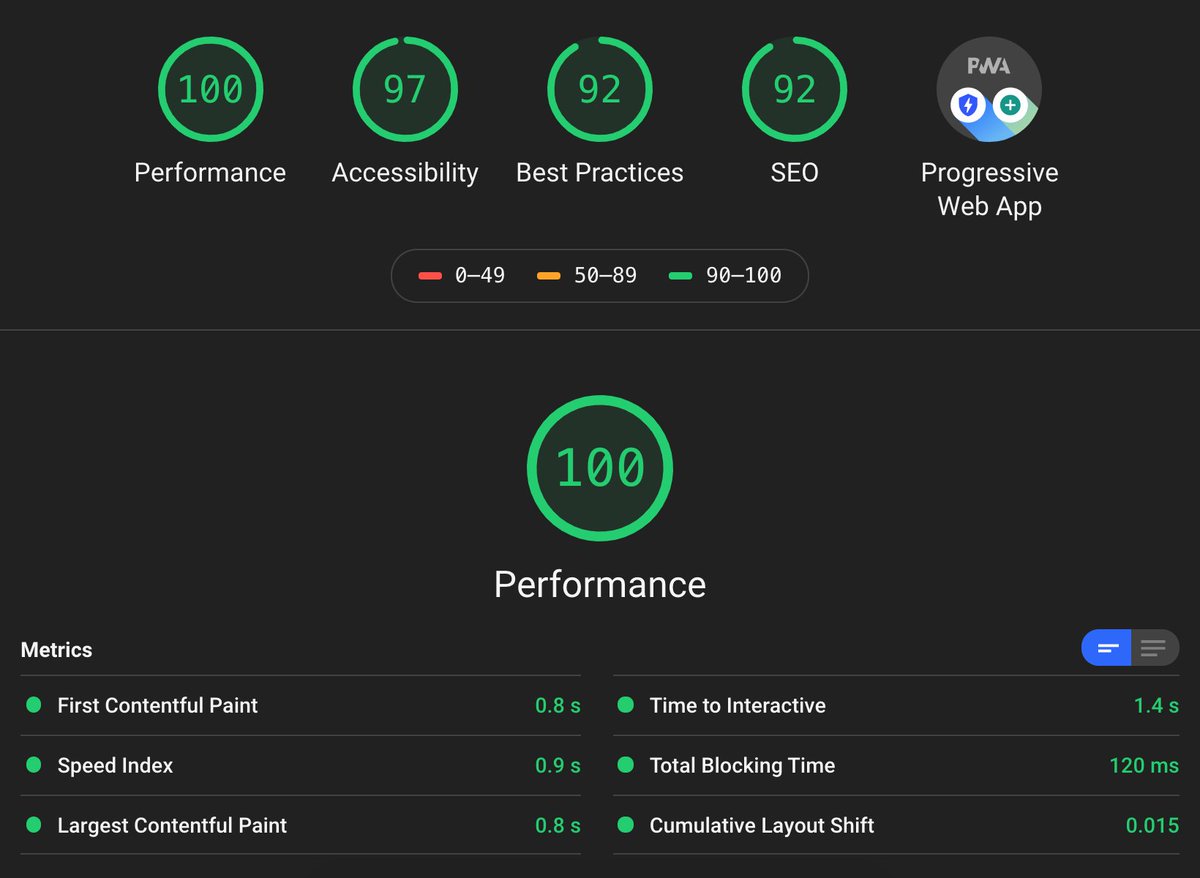 100
97
92
92
PWA
Performance
Accessibility
Best Practices
SEO
Progressive
Web App
0–49
50–89
90–100
100
Performance
Metrics
First Contentful Paint 0.8 s
Time to Interactive 1.4 s
Speed Index 0.9 s
Total Blocking Time 120 ms
Largest Contentful Paint 0.8 s
Cumulative Layout Shift 0.015